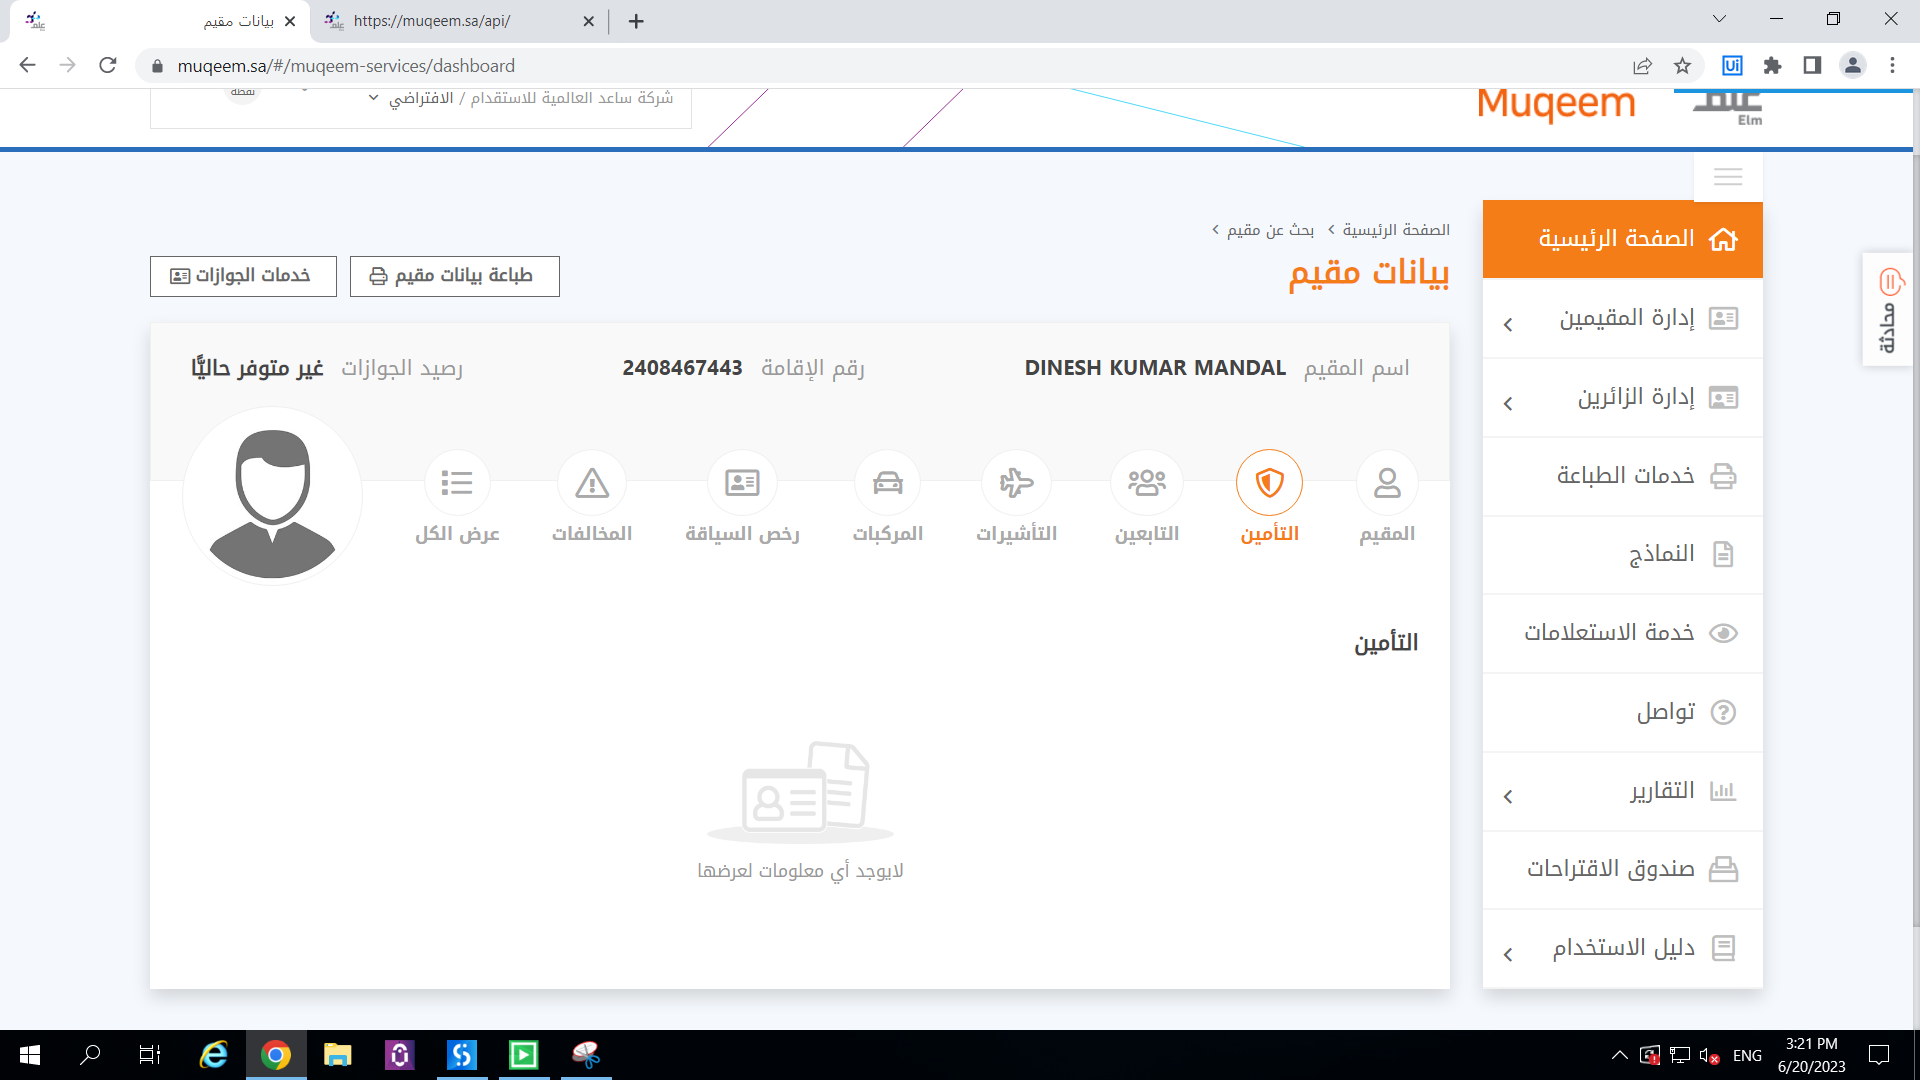 بيانات مقيم
https://muqeem.sa/api/
muqeem.sa/#/muqeem-services/dashboard
نقطة
شركة ساعد العالمية للاستقدام / الافتراضي
Muqeem
علم
Elm
الصفحة الرئيسية
إدارة المقيمين
إدارة الزائرين
خدمات الطباعة
النماذج
خدمة الاستعلامات
تواصل
التقارير
صندوق الاقتراحات
دليل الاستخدام
محادثة
الصفحة الرئيسية > بحث عن مقيم >
بيانات مقيم
طباعة بيانات مقيم
خدمات الجوازات
اسم المقيم DINESH KUMAR MANDAL
رقم الإقامة 2408467443
رصيد الجوازات غير متوفر حاليًّا
المقيم
التأمين
التابعين
التأشيرات
المركبات
رخص السياقة
المخالفات
عرض الكل
التأمين
لايوجد أي معلومات لعرضها
ENG
3:21 PM
6/20/2023